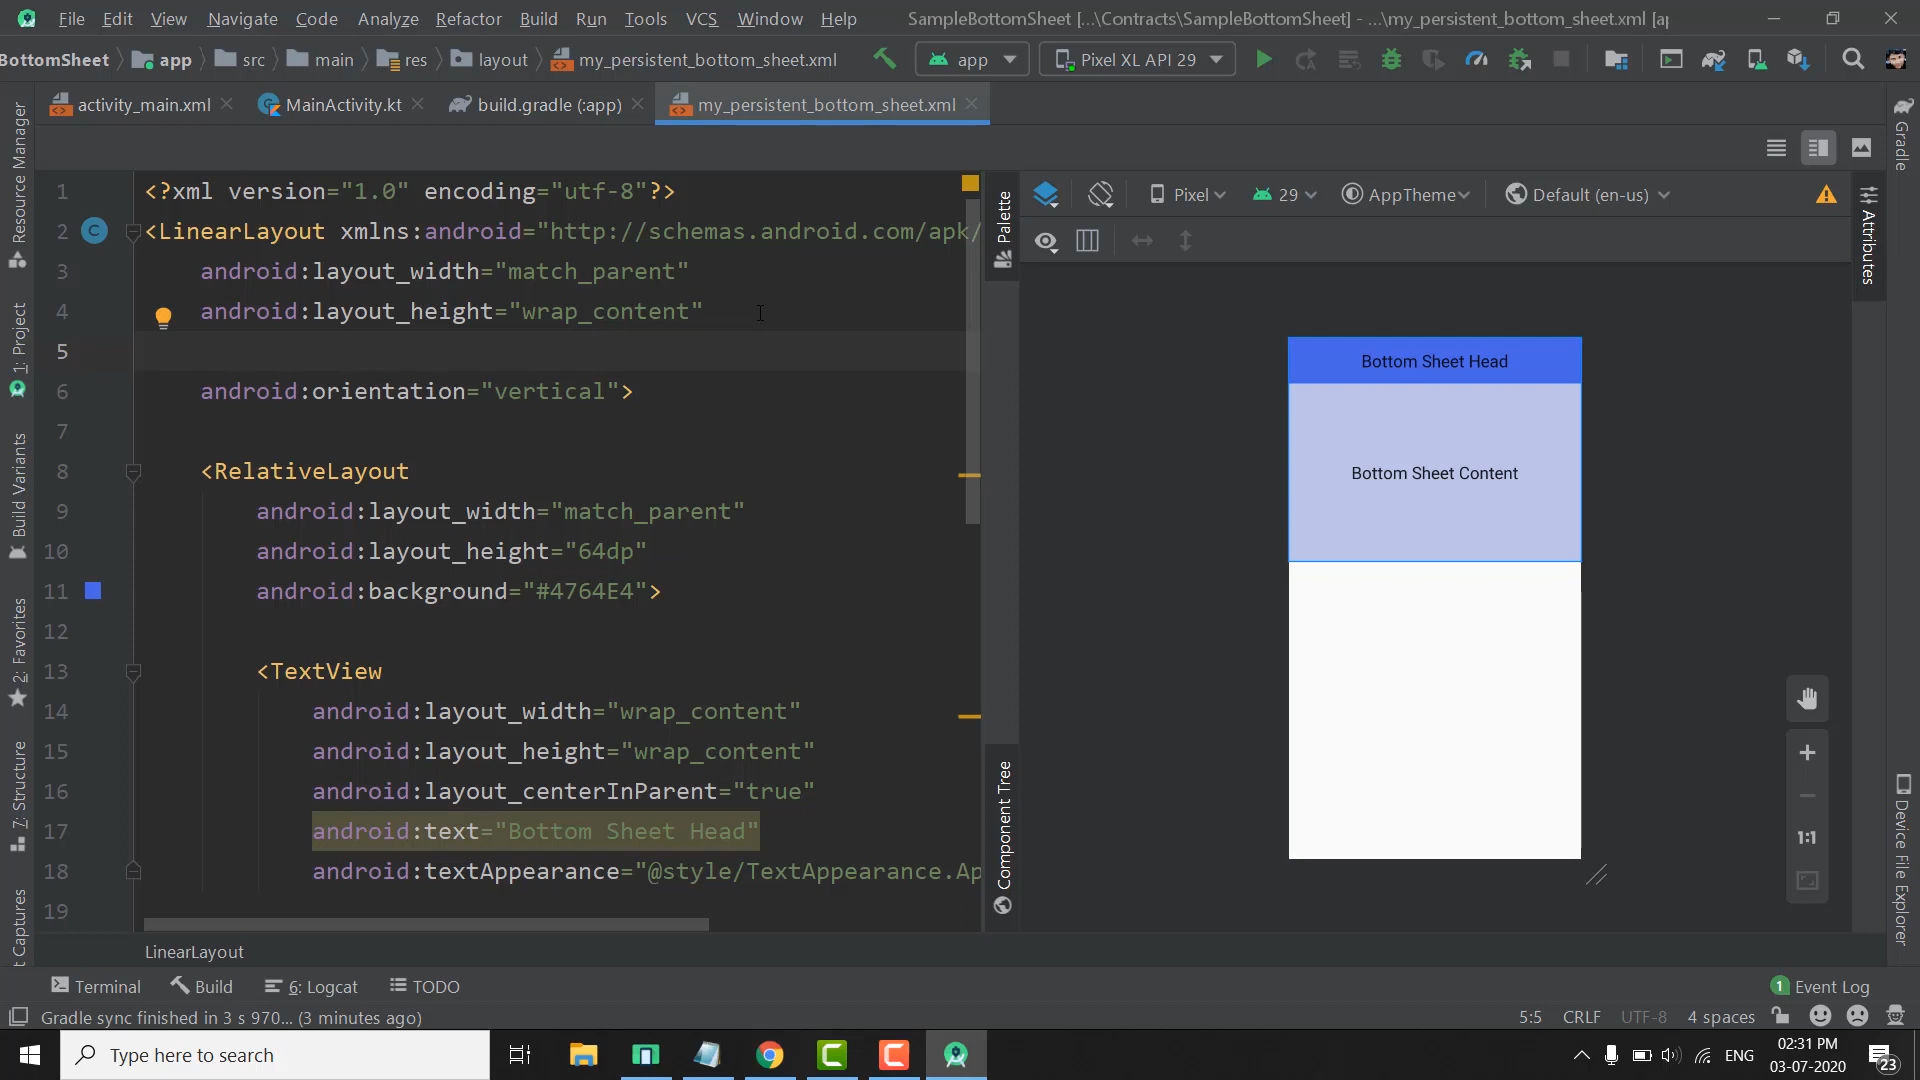 File Edit View Navigate Code Analyze Refactor Build Run Tools VCS Window Help SampleBottomSheet [...\Contracts\SampleBottomSheet] - ...\my_persistent_bottom_sheet.xml [ap
BottomSheet app src main res layout my_persistent_bottom_sheet.xml app Pixel XL API 29
activity_main.xml MainActivity.kt build.gradle (:app) my_persistent_bottom_sheet.xml
Resource Manager
1: Project
Build Variants
2: Favorites
7: Structure
t Captures
1 <?xml version="1.0" encoding="utf-8"?>
2 C <LinearLayout xmlns:android="http://schemas.android.com/apk/
3 android:layout_width="match_parent"
4 android:layout_height="wrap_content"
5
6 android:orientation="vertical">
7
8 <RelativeLayout
9 android:layout_width="match_parent"
10 android:layout_height="64dp"
11 android:background="#4764E4">
12
13 <TextView
14 android:layout_width="wrap_content"
15 android:layout_height="wrap_content"
16 android:layout_centerInParent="true"
17 android:text="Bottom Sheet Head"
18 android:textAppearance="@style/TextAppearance.Ap
19
LinearLayout
Palette
Component Tree
Pixel 29 AppTheme Default (en-us)
Bottom Sheet Head
Bottom Sheet Content
1:1
Gradle
Attributes
Device File Explorer
Terminal Build 6: Logcat TODO 1 Event Log
Gradle sync finished in 3 s 970... (3 minutes ago) 5:5 CRLF UTF-8 4 spaces
Type here to search ENG 02:31 PM
03-07-2020 23